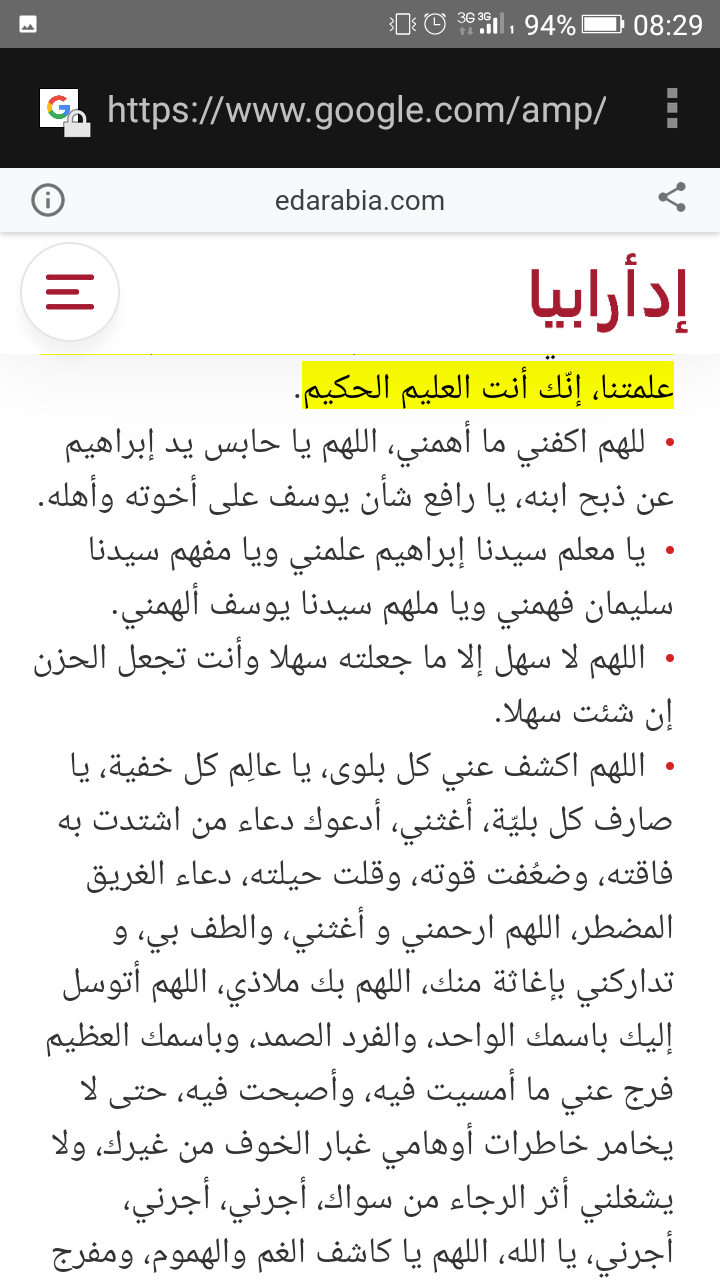 3G 3G 94% 08:29
https://www.google.com/amp/
edarabia.com
إدأرابيا
علمتنا، إنّك أنت العليم الحكيم.
• للهم اكفني ما أهمني، اللهم يا حابس يد إبراهيم
عن ذبح ابنه، يا رافع شأن يوسف على أخوته وأهله.
• يا معلم سيدنا إبراهيم علمني ويا مفهم سيدنا
سليمان فهمني ويا ملهم سيدنا يوسف ألهمني.
• اللهم لا سهل إلا ما جعلته سهلا وأنت تجعل الحزن
إن شئت سهلا.
• اللهم اكشف عني كل بلوى، يا عالِم كل خفية، يا
صارف كل بليّة، أغثني، أدعوك دعاء من اشتدت به
فاقته، وضعُفت قوته، وقلت حيلته، دعاء الغريق
المضطر، اللهم ارحمني و أغثني، والطف بي، و
تداركني بإغاثة منك، اللهم بك ملاذي، اللهم أتوسل
إليك باسمك الواحد، والفرد الصمد، وباسمك العظيم
فرج عني ما أمسيت فيه، وأصبحت فيه، حتى لا
يخامر خاطرات أوهامي غبار الخوف من غيرك، ولا
يشغلني أثر الرجاء من سواك، أجرني، أجرني،
أجرني، يا الله، اللهم يا كاشف الغم والهموم، ومفرج